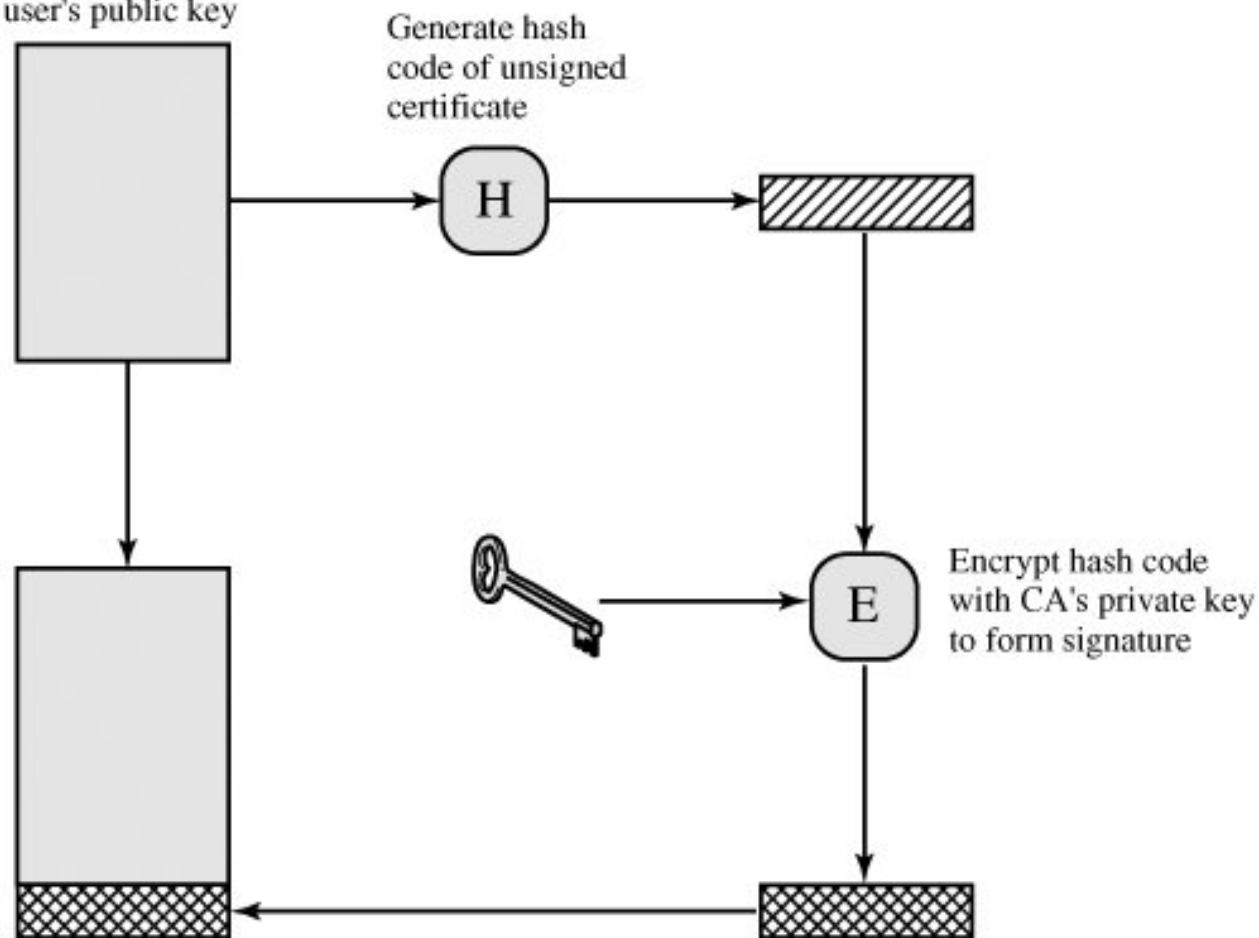 user's public key
Generate hash
code of unsigned
certificate
H
E
Encrypt hash code
with CA's private key
to form signature